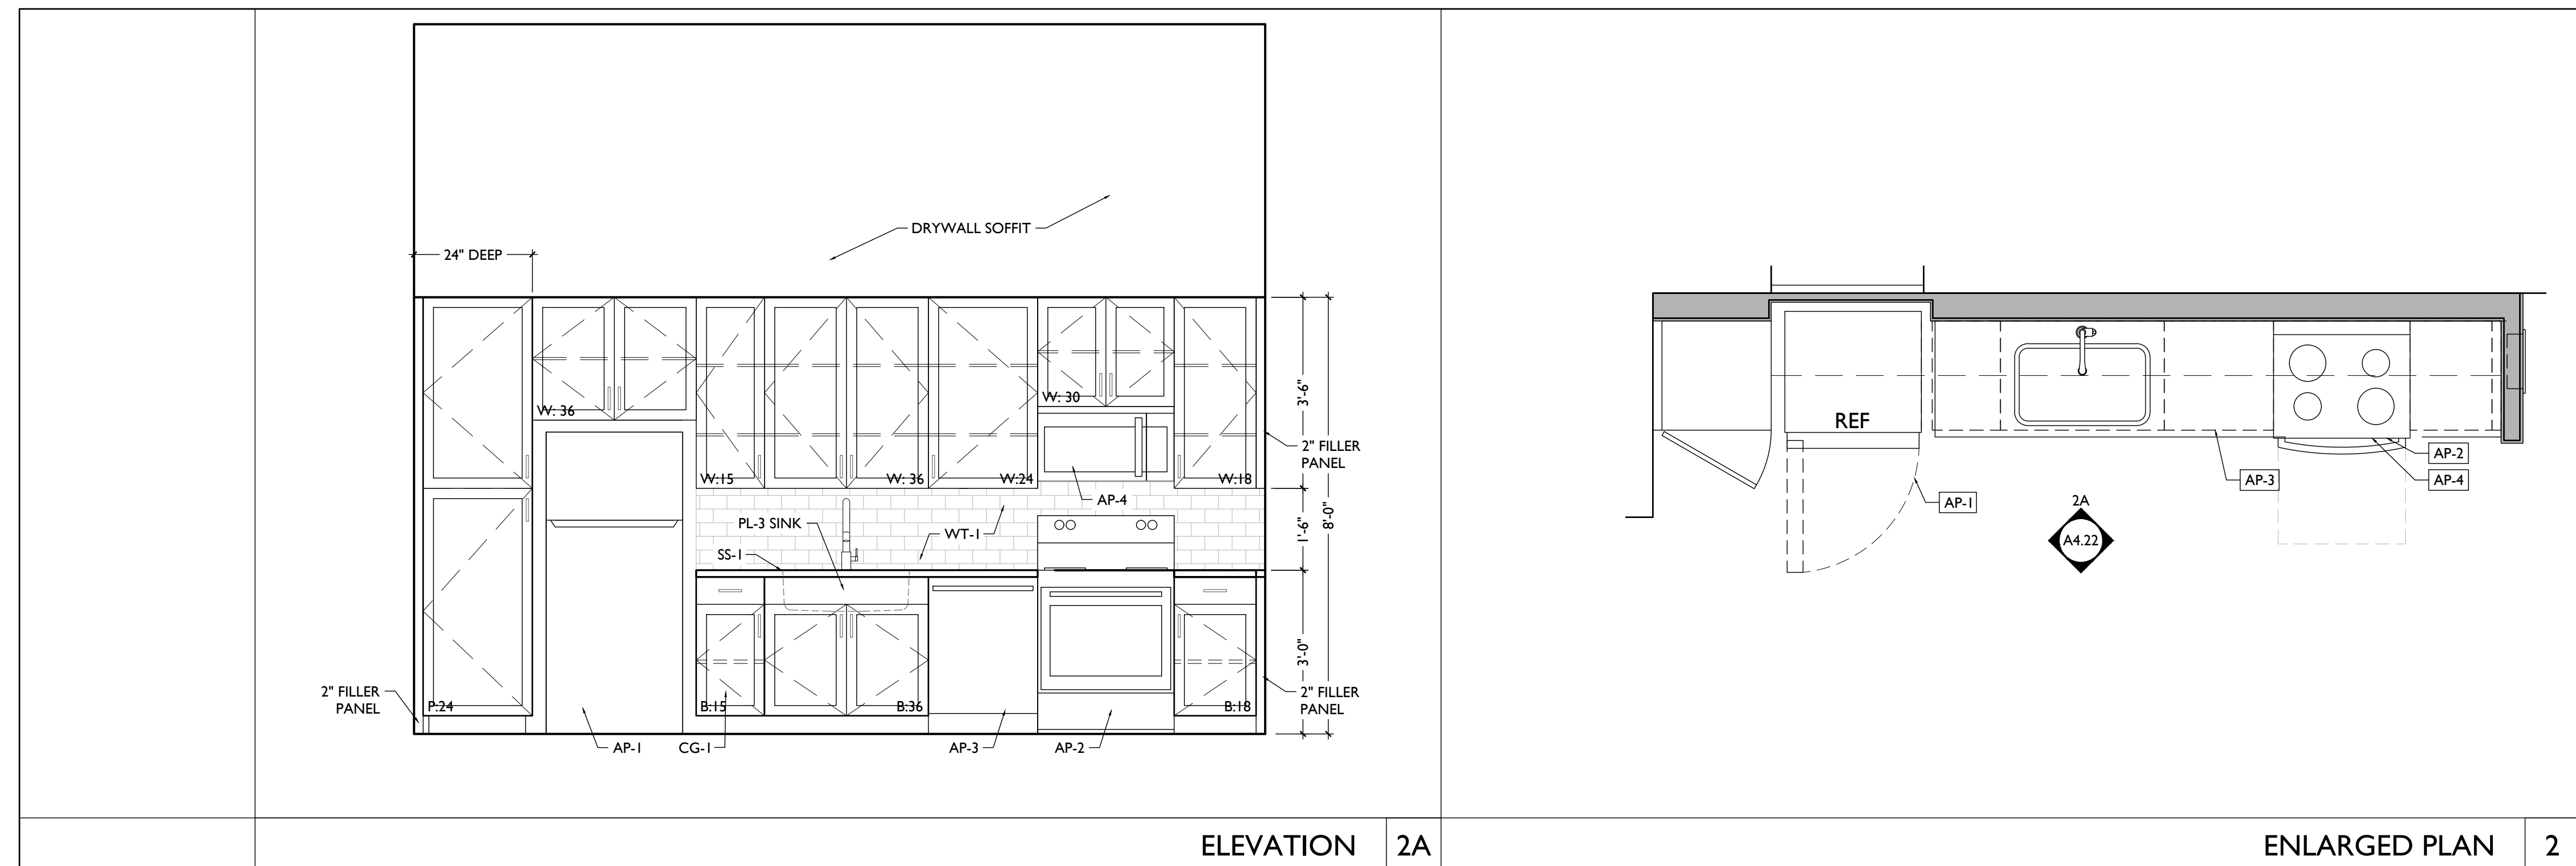 DRYWALL SOFFIT
24" DEEP
W: 36
W: 30
3'-6"
2" FILLER
PANEL
W:15
W: 36
W:24
W:18
AP-4
8'-0"
PL-3 SINK
WT-1
1'-6"
SS-1
3'-0"
2" FILLER
PANEL
P:24
B:15
B:36
B:18
2" FILLER
PANEL
AP-1
CG-1
AP-3
AP-2
ELEVATION
2A
REF
AP-2
AP-3
AP-4
AP-1
2A
A4.22
ENLARGED PLAN
2